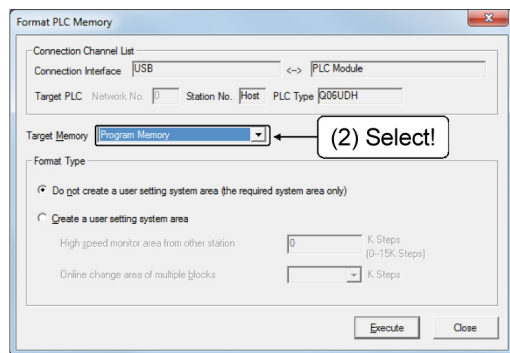 Format PLC Memory
Connection Channel List
Connection Interface USB <--> PLC Module
Target PLC Network No. 0 Station No. Host PLC Type Q06UDH
Target Memory Program Memory
(2) Select!
Format Type
Do not create a user setting system area (the required system area only)
Create a user setting system area
High speed monitor area from other station 0 K Steps
(0--15K Steps)
Online change area of multiple blocks K Steps
Execute Close